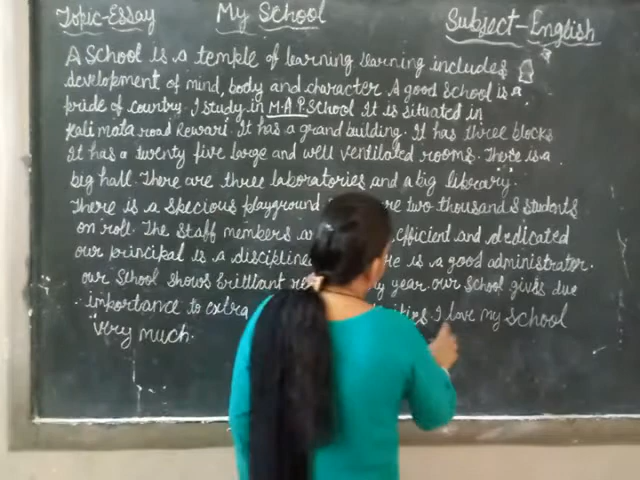 Topic-Essay My School Subject-English
A School is a temple of learning learning includes
development of mind, body and character A good School is a
pride of country. I study in M.A.P. School It is situated in
Kali mata road Rewari. It has a grand building. It has three blocks
It has a twenty five large and well ventilated rooms. There is a
big hall. There are three laboratories and a big library.
There is a specious playground re two thousands students
on roll. The staff members a efficient and dedicated
our principal is a discipline is a good administrator.
our School shows brilliant year. our School gives due
importance to extra I love my School
very much.